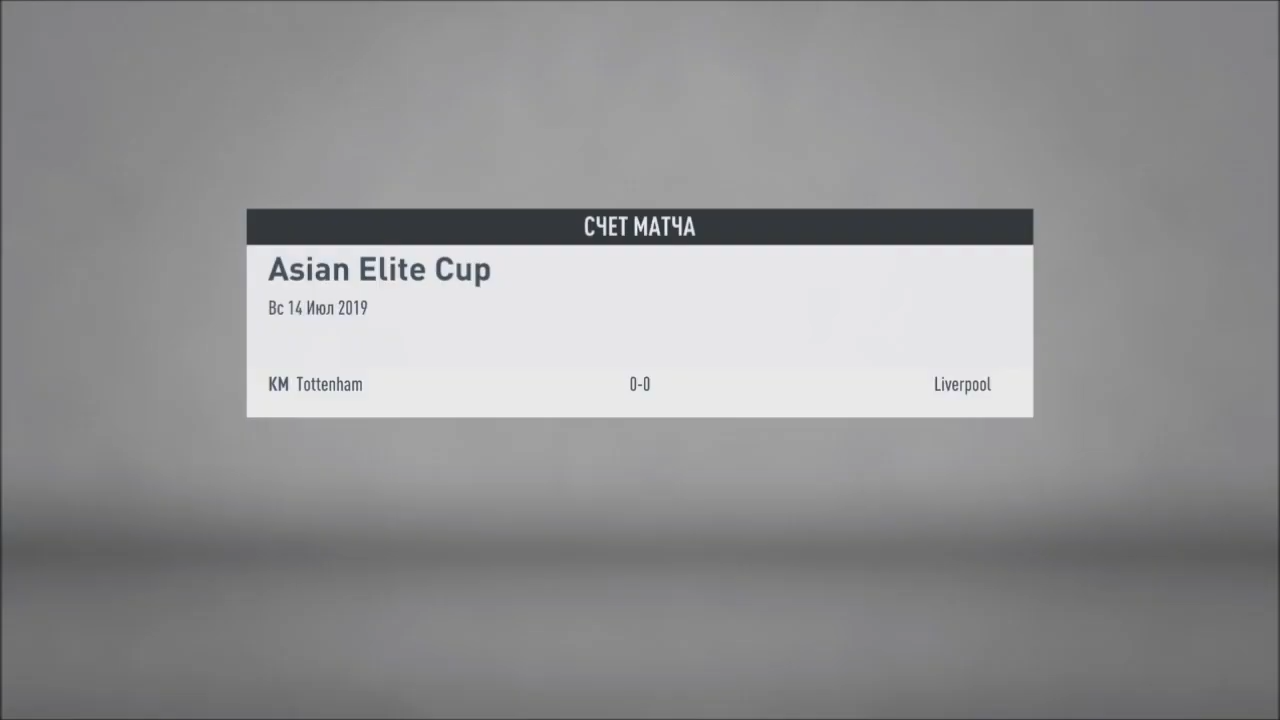 СЧЕТ МАТЧА
Asian Elite Cup
Вс 14 Июл 2019
КМ Tottenham 0-0 Liverpool